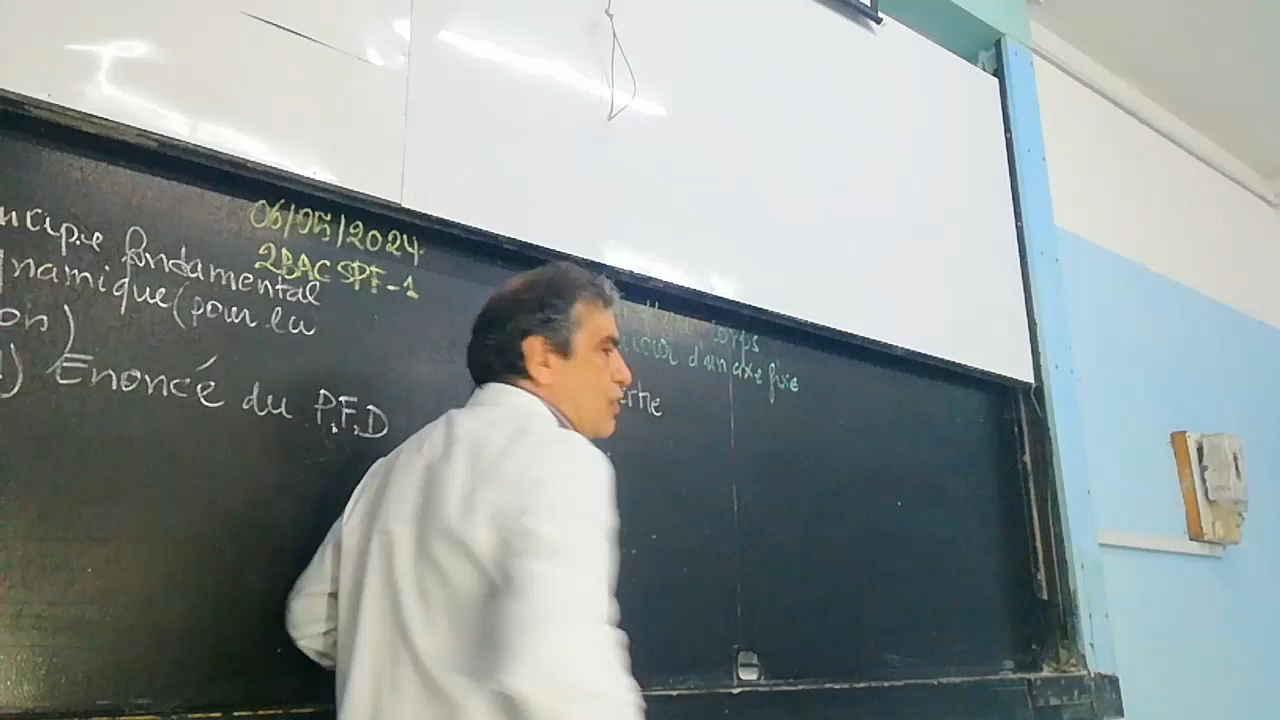 06/05/2024
2BAC SPF-1
ncipe fondamental
namique (pour la
on)
1) Enoncé du P.F.D
corps
autour d'un axe fixe
ertie